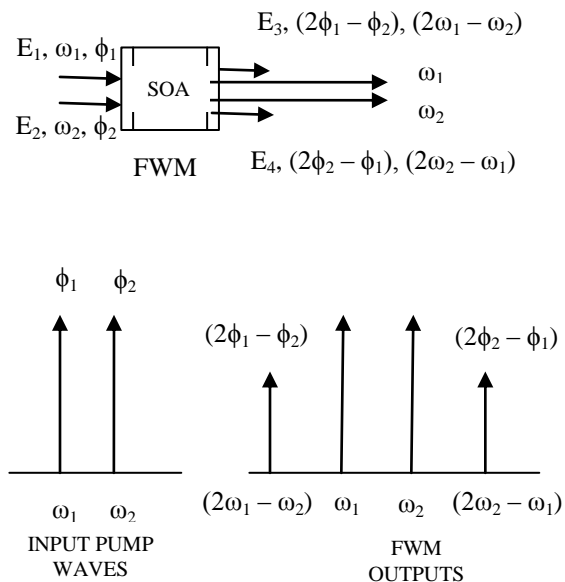 E₃, (2ϕ₁ – ϕ₂), (2ω₁ – ω₂)
E₁, ω₁, ϕ₁
ω₁
SOA
ω₂
E₂, ω₂, ϕ₂
FWM
E₄, (2ϕ₂ – ϕ₁), (2ω₂ – ω₁)
ϕ₁ ϕ₂
(2ϕ₁ – ϕ₂) (2ϕ₂ – ϕ₁)
ω₁ ω₂
INPUT PUMP
WAVES
(2ω₁ – ω₂) ω₁ ω₂ (2ω₂ – ω₁)
FWM
OUTPUTS